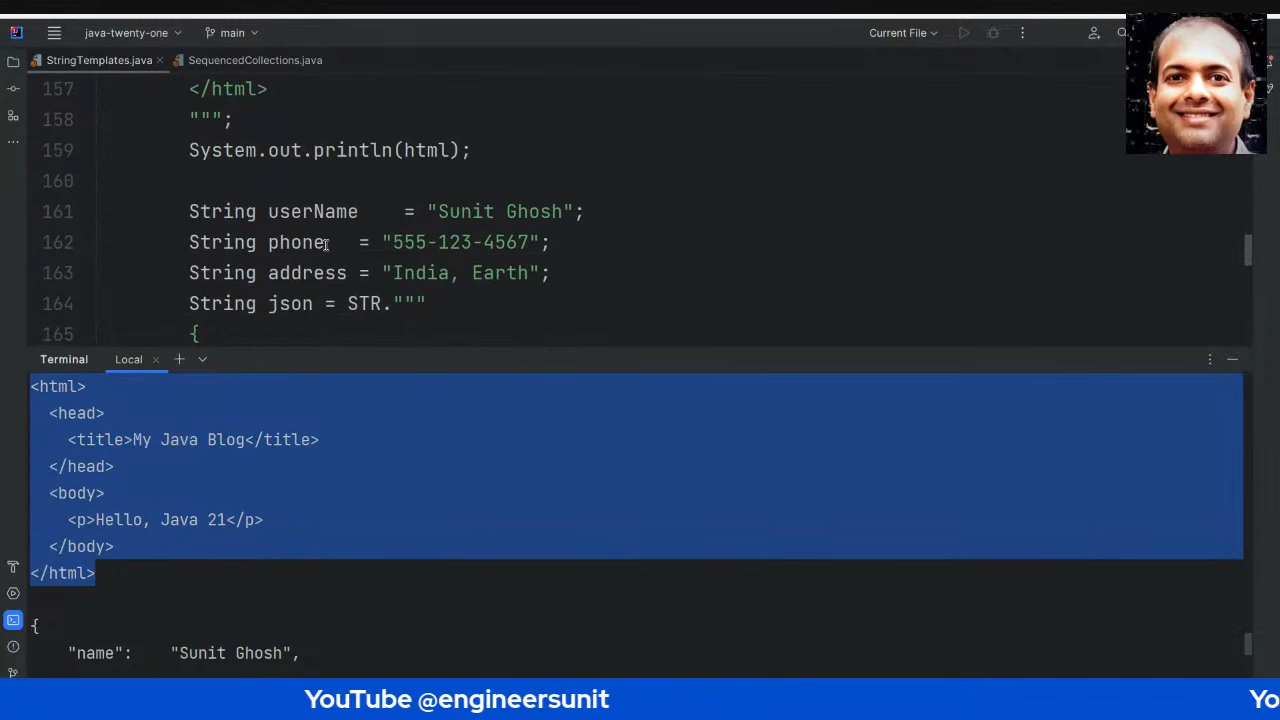 java-twenty-one
main
Current File
StringTemplates.java
SequencedCollections.java
157 </html>
158 """;
159 System.out.println(html);
160
161 String userName    = "Sunit Ghosh";
162 String phone   = "555-123-4567";
163 String address = "India, Earth";
164 String json = STR."""
165 {
Terminal
Local
<html>
  <head>
    <title>My Java Blog</title>
  </head>
  <body>
    <p>Hello, Java 21</p>
  </body>
</html>
{
    "name":    "Sunit Ghosh",
YouTube @engineersunit
Yo